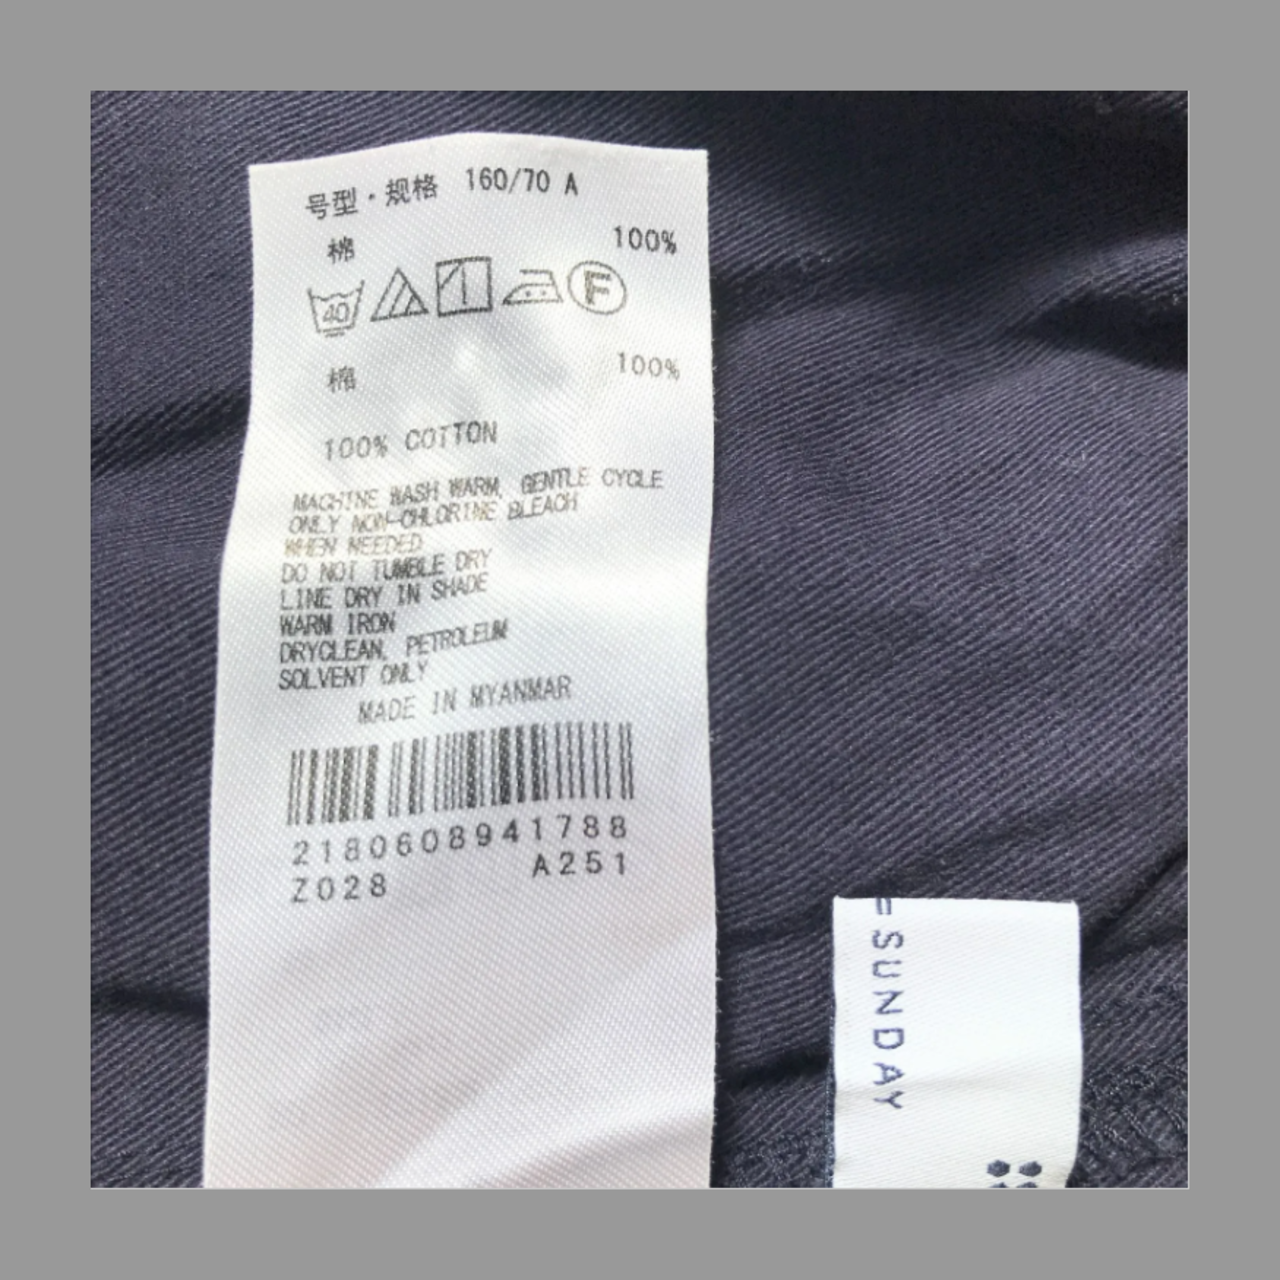 号型・规格 160/70 A
棉 100%
40 F
棉 100%
100% COTTON
MACHINE WASH WARM, GENTLE CYCLE
ONLY NON-CHLORINE BLEACH
WHEN NEEDED
DO NOT TUMBLE DRY
LINE DRY IN SHADE
WARM IRON
DRYCLEAN, PETROLEUM
SOLVENT ONLY
MADE IN MYANMAR
2180608941788
Z028 A251
SUNDAY